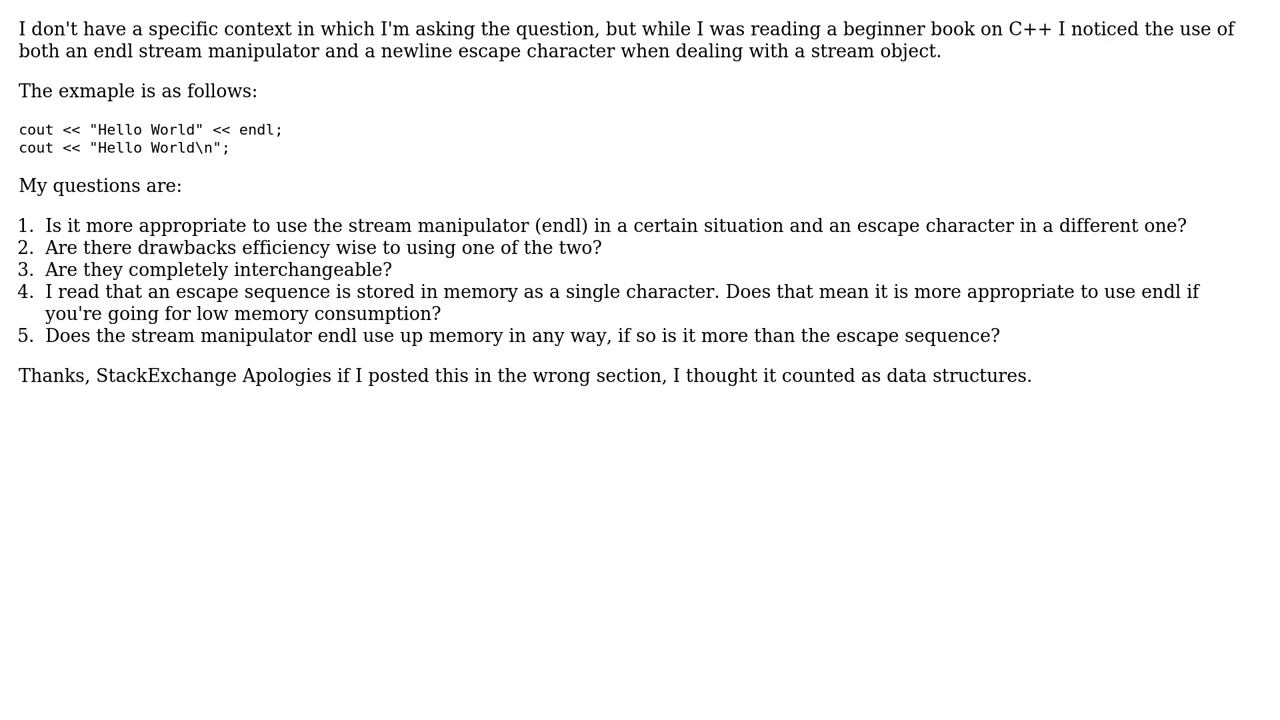 I don't have a specific context in which I'm asking the question, but while I was reading a beginner book on C++ I noticed the use of
both an endl stream manipulator and a newline escape character when dealing with a stream object.
The exmaple is as follows:
cout << "Hello World" << endl;
cout << "Hello World\n";
My questions are:
1. Is it more appropriate to use the stream manipulator (endl) in a certain situation and an escape character in a different one?
2. Are there drawbacks efficiency wise to using one of the two?
3. Are they completely interchangeable?
4. I read that an escape sequence is stored in memory as a single character. Does that mean it is more appropriate to use endl if
you're going for low memory consumption?
5. Does the stream manipulator endl use up memory in any way, if so is it more than the escape sequence?
Thanks, StackExchange Apologies if I posted this in the wrong section, I thought it counted as data structures.